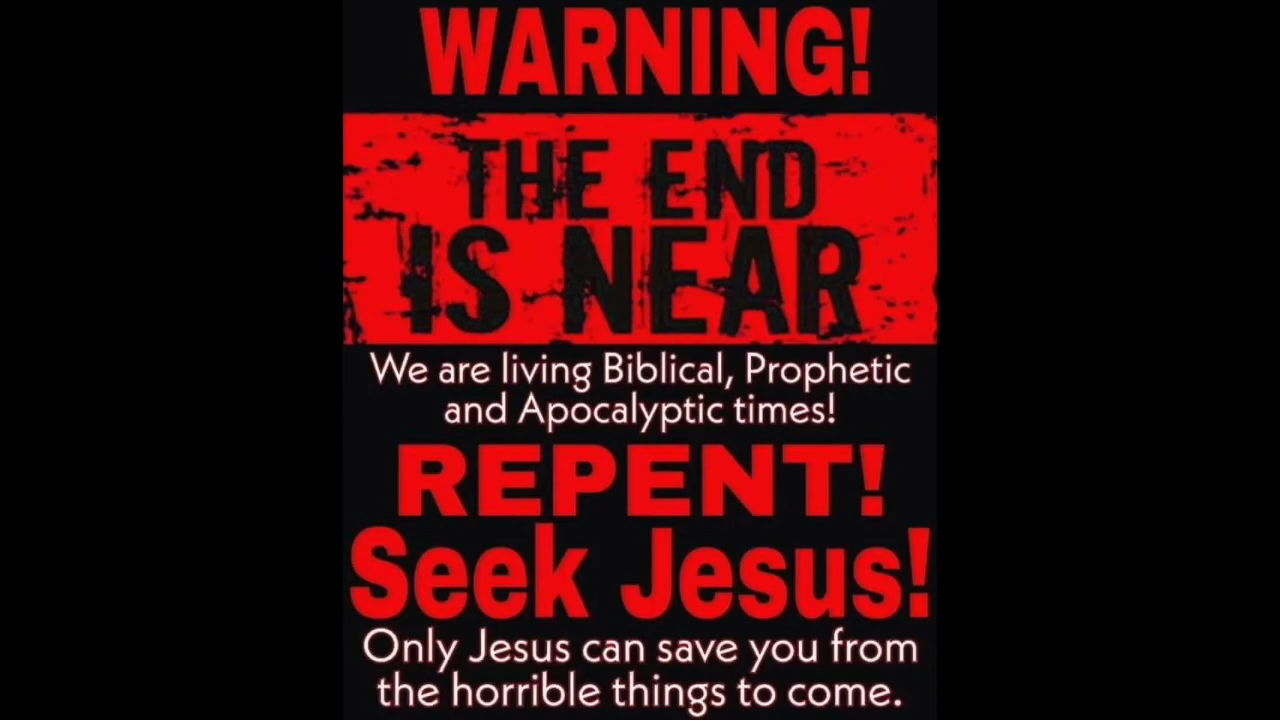 WARNING!
THE END
IS NEAR
We are living Biblical, Prophetic
and Apocalyptic times!
REPENT!
Seek Jesus!
Only Jesus can save you from
the horrible things to come.